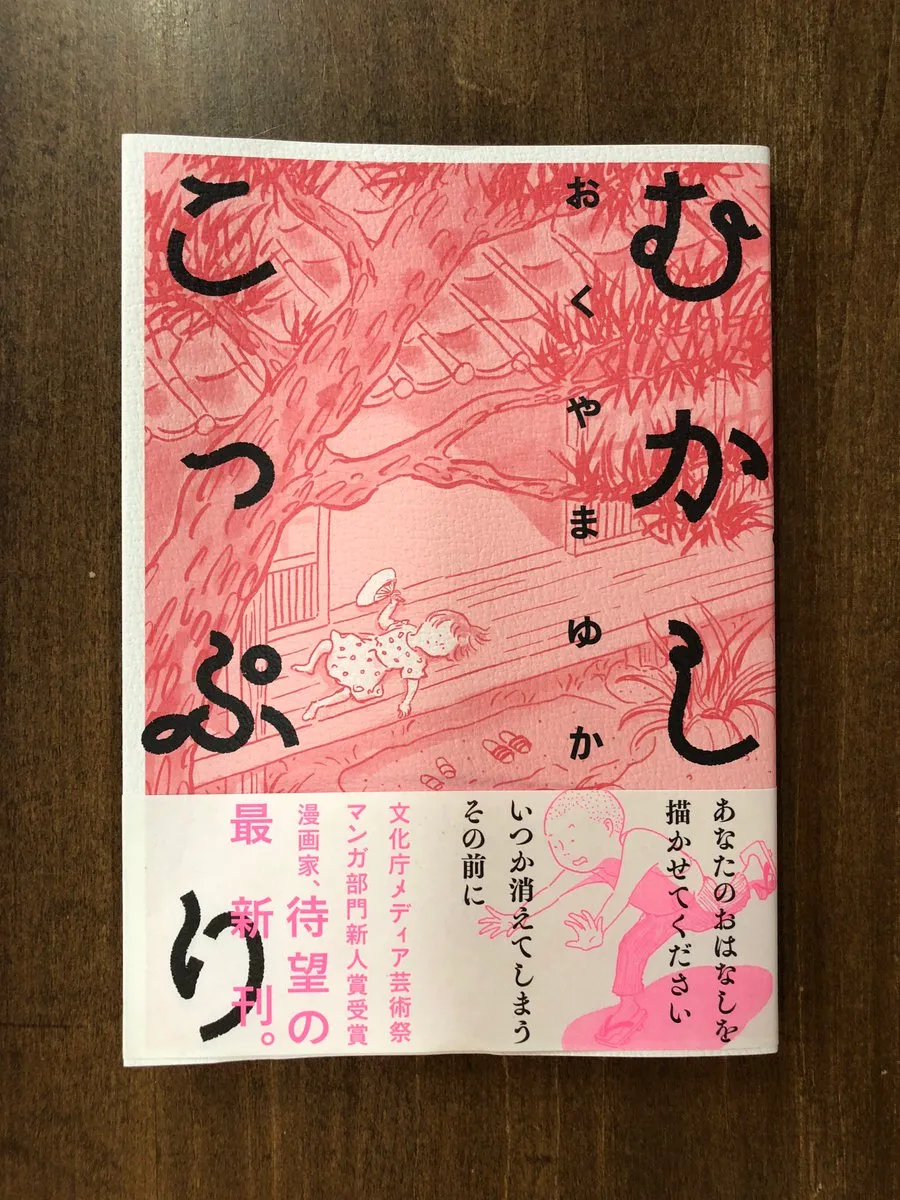 むかし
こっぷり
おくやまゆか
あなたのおはなしを
描かせてください
いつか消えてしまう
その前に
文化庁メディア芸術祭
マンガ部門新人賞受賞
漫画家、待望の
最新刊。